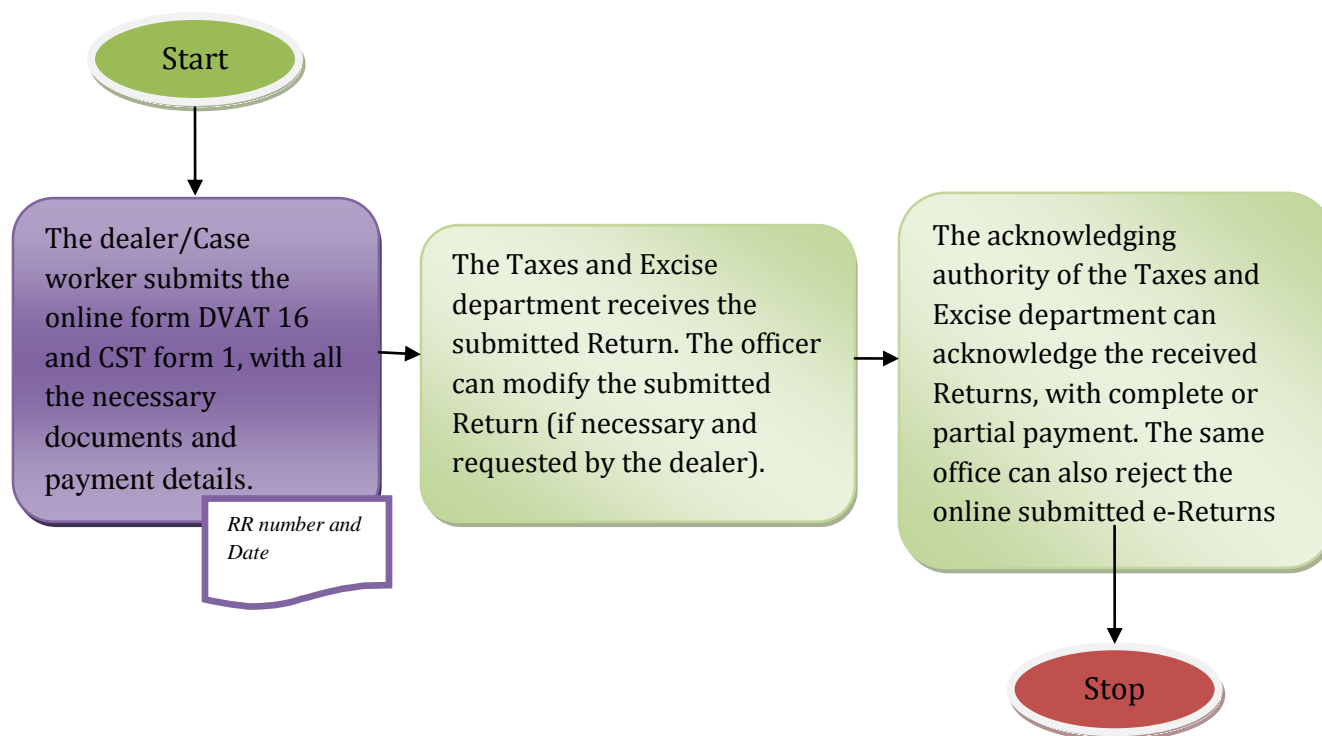 Start
The dealer/Case
worker submits the
online form DVAT 16
and CST form 1, with all
the necessary
documents and
payment details.
RR number and
Date
The Taxes and Excise
department receives the
submitted Return. The officer
can modify the submitted
Return (if necessary and
requested by the dealer).
The acknowledging
authority of the Taxes and
Excise department can
acknowledge the received
Returns, with complete or
partial payment. The same
office can also reject the
online submitted e-Returns
Stop